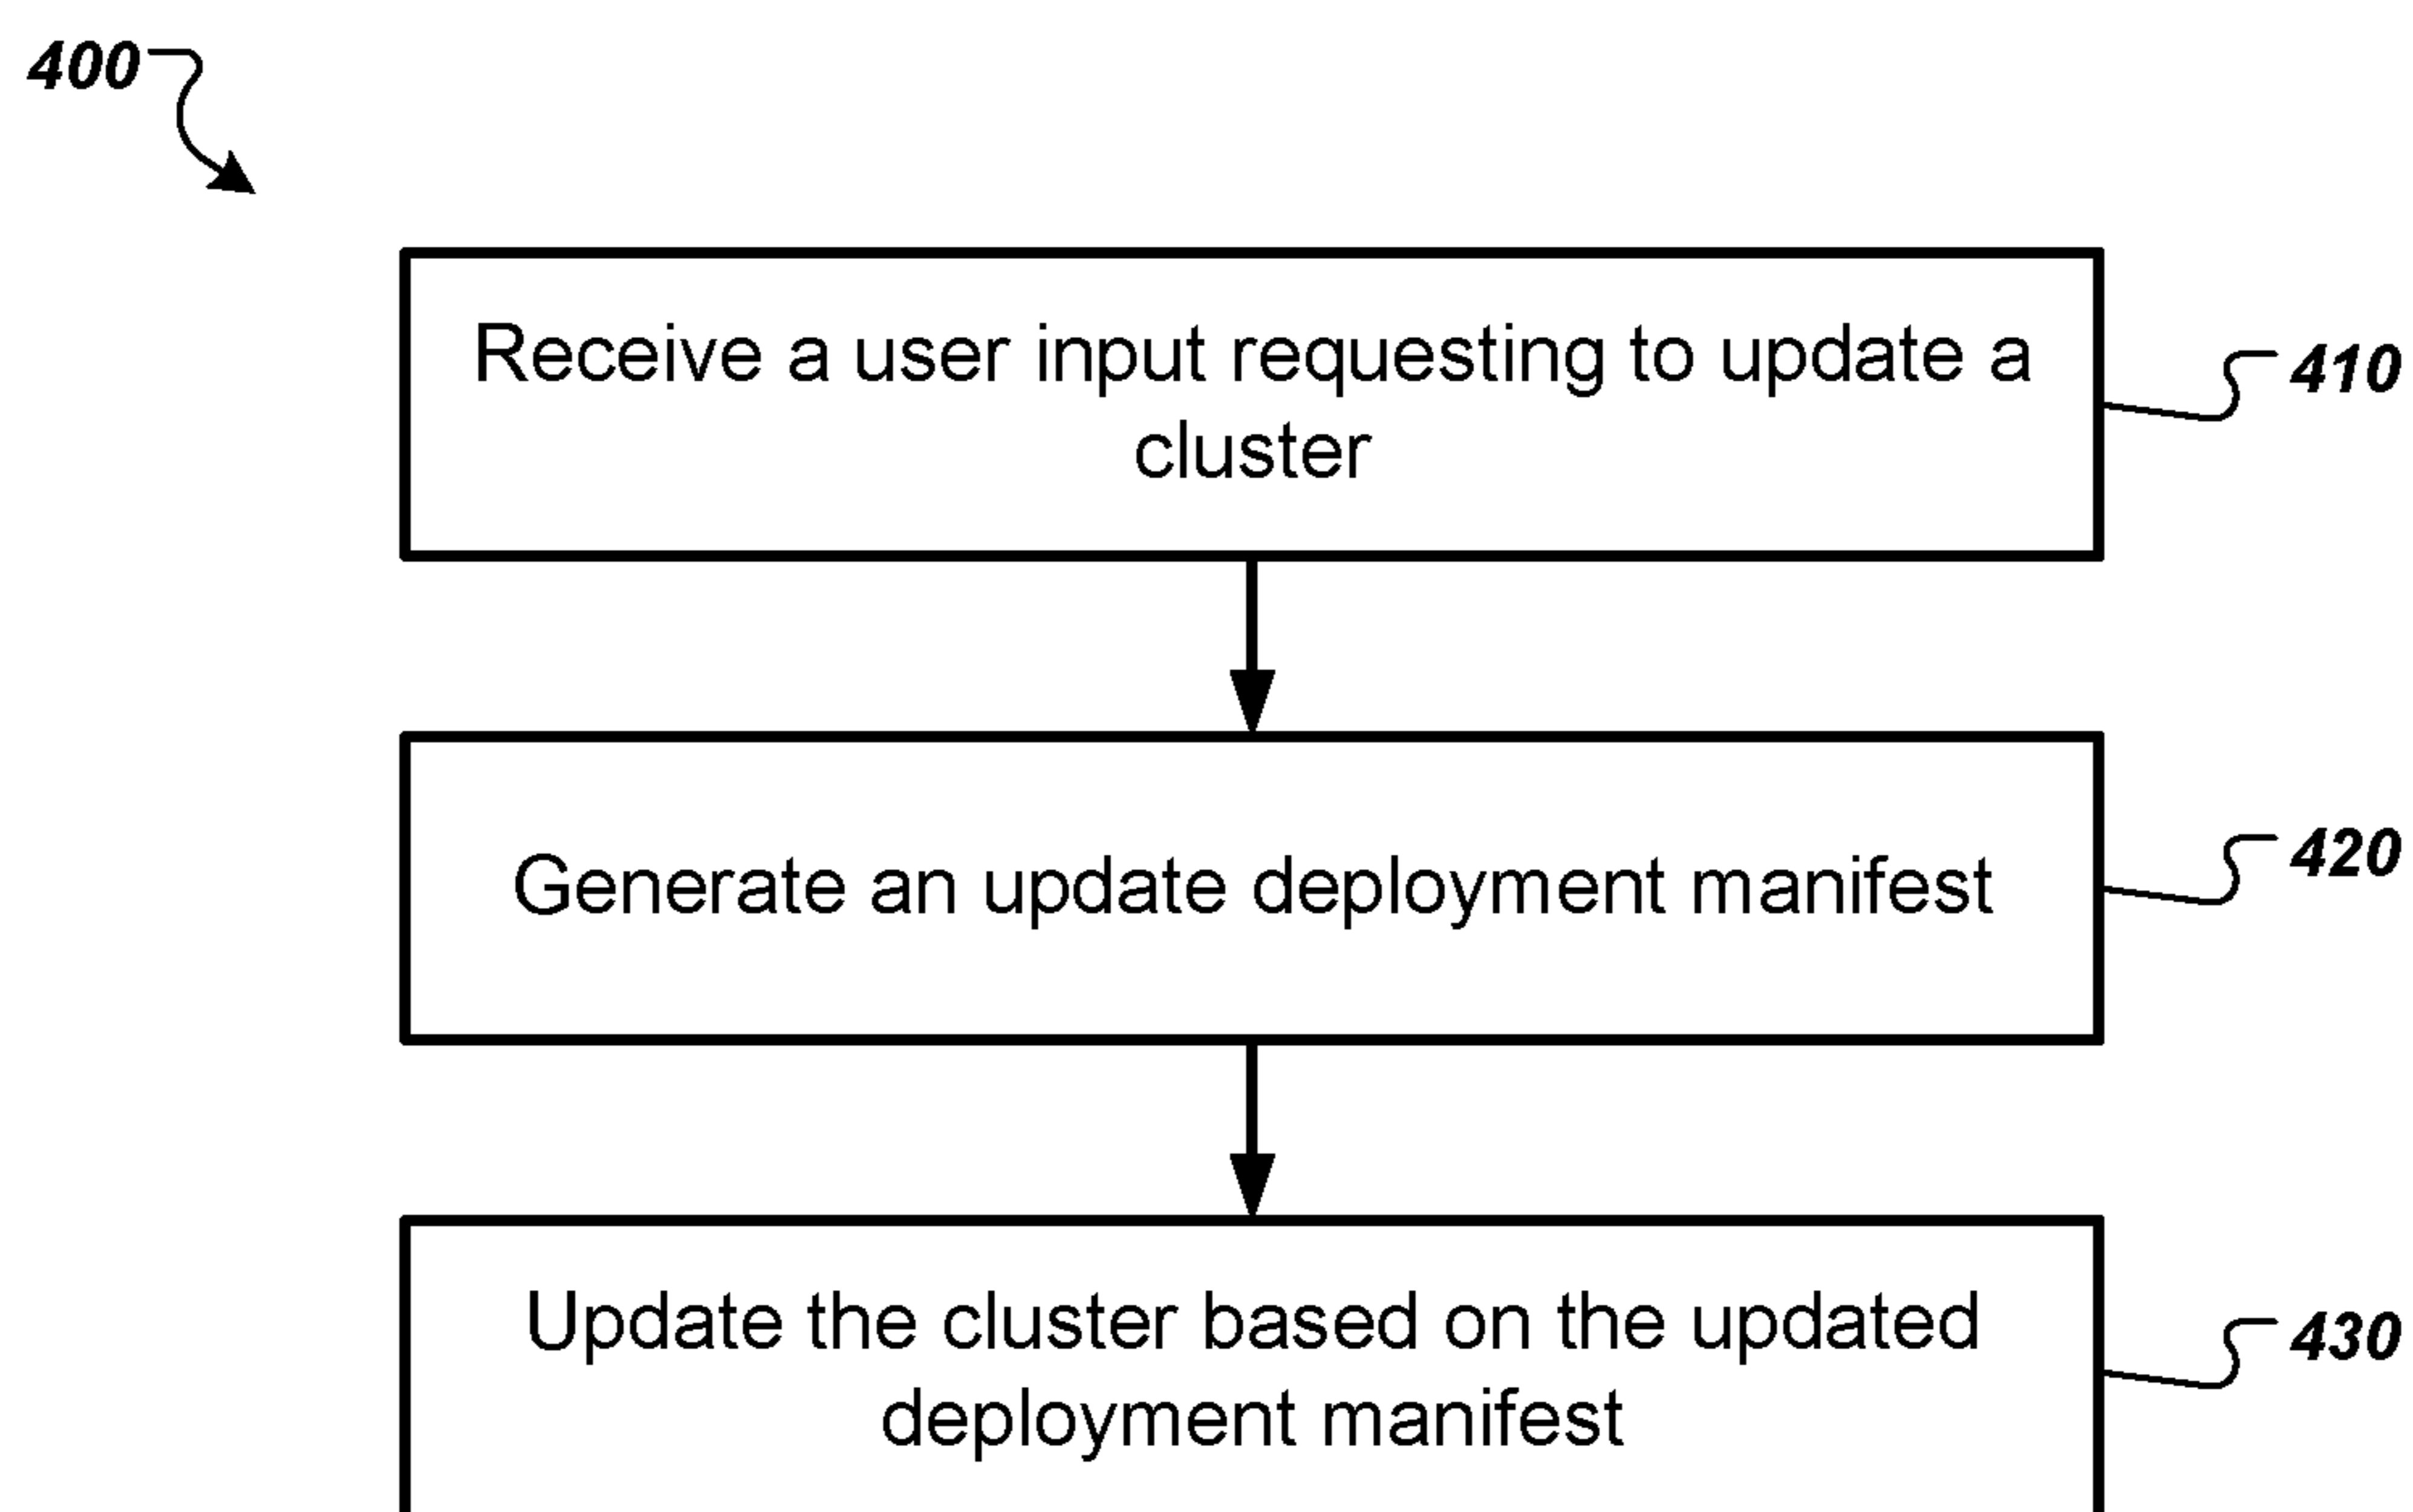 400
Receive a user input requesting to update a
cluster
410
Generate an update deployment manifest
420
Update the cluster based on the updated
deployment manifest
430